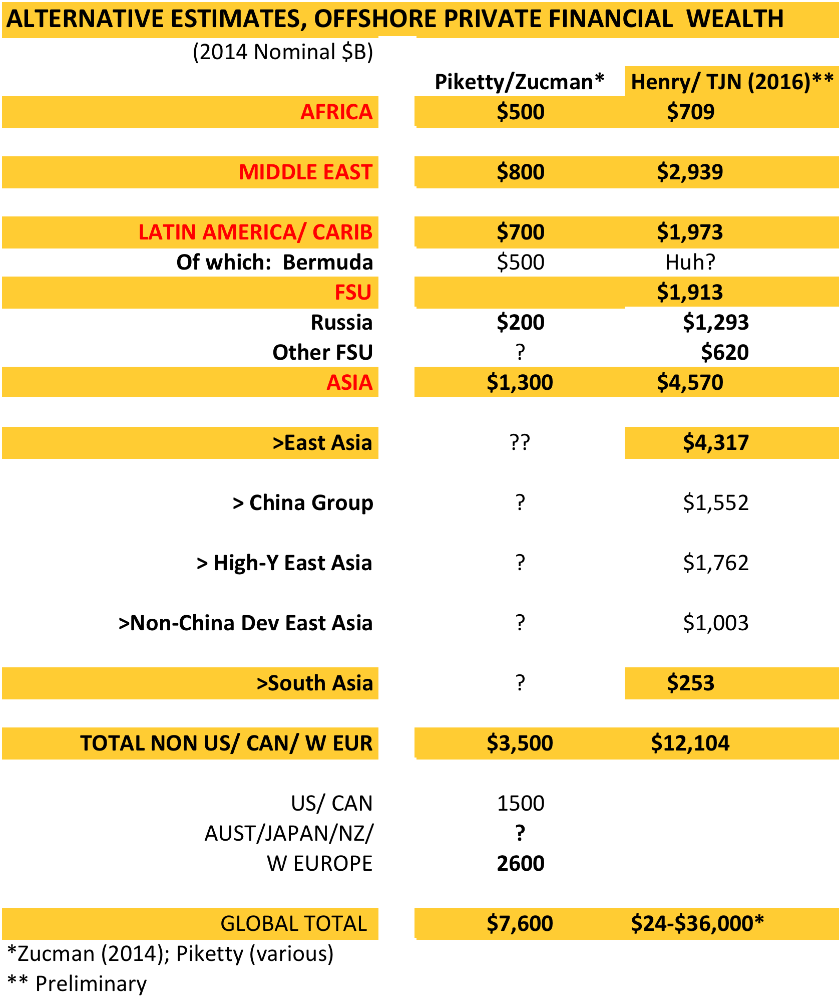 ALTERNATIVE ESTIMATES, OFFSHORE PRIVATE FINANCIAL WEALTH
(2014 Nominal $B)
Piketty/Zucman* Henry/ TJN (2016)**
AFRICA $500 $709
MIDDLE EAST $800 $2,939
LATIN AMERICA/ CARIB $700 $1,973
Of which: Bermuda $500 Huh?
FSU $1,913
Russia $200 $1,293
Other FSU ? $620
ASIA $1,300 $4,570
>East Asia ?? $4,317
> China Group ? $1,552
> High-Y East Asia ? $1,762
>Non-China Dev East Asia ? $1,003
>South Asia ? $253
TOTAL NON US/ CAN/ W EUR $3,500 $12,104
US/ CAN 1500
AUST/JAPAN/NZ/ ?
W EUROPE 2600
GLOBAL TOTAL $7,600 $24-$36,000*
*Zucman (2014); Piketty (various)
** Preliminary